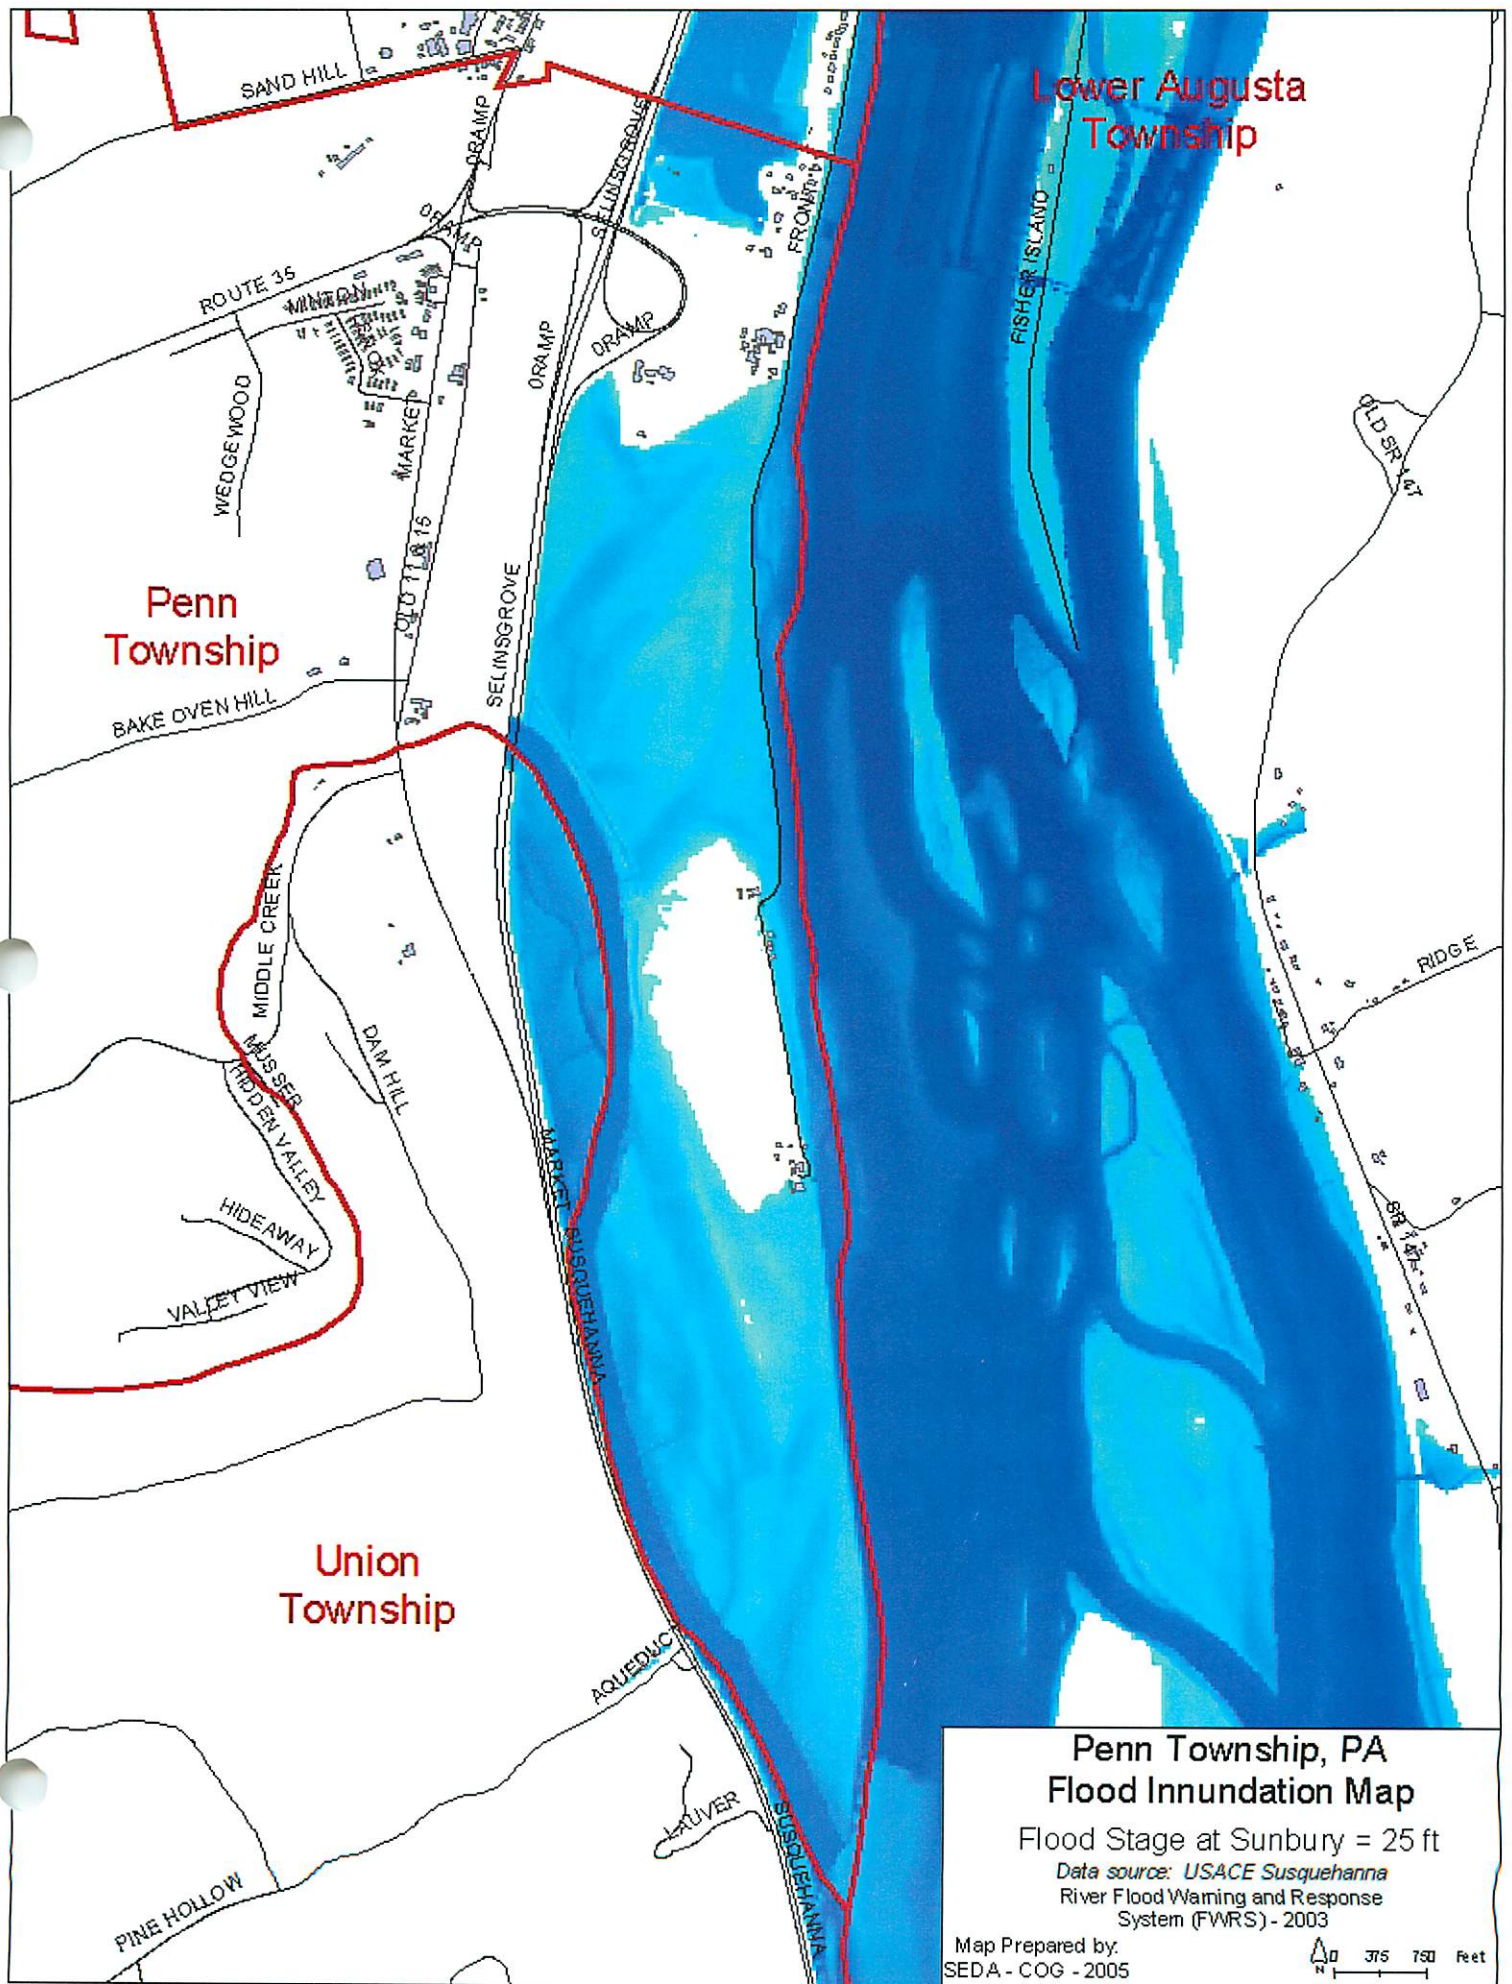 Lower Augusta
Township
SAND HILL
ORAMP
SELINSGROVE
FRONT
FISHER ISLAND
ORAMP
ROUTE 35
MINTON
ORAMP
ORAMP
WEDGEWOOD
MARKET
OLD SR 147
OLD 11 & 15
Penn
Township
SELINSGROVE
BAKE OVEN HILL
MIDDLE CREEK
RIDGE
MUSSER
HIDDEN VALLEY
DAM HILL
MARKET
SUSQUEHANNA
HIDEAWAY
VALLEY VIEW
SR 147
Union
Township
AQUEDUCT
LAUVER
SUSQUEHANNA
PINE HOLLOW
Penn Township, PA
Flood Innundation Map
Flood Stage at Sunbury = 25 ft
Data source: USACE Susquehanna
River Flood Warning and Response
System (FWRS) - 2003
Map Prepared by:
SEDA - COG - 2005
N
0 375 750 Feet